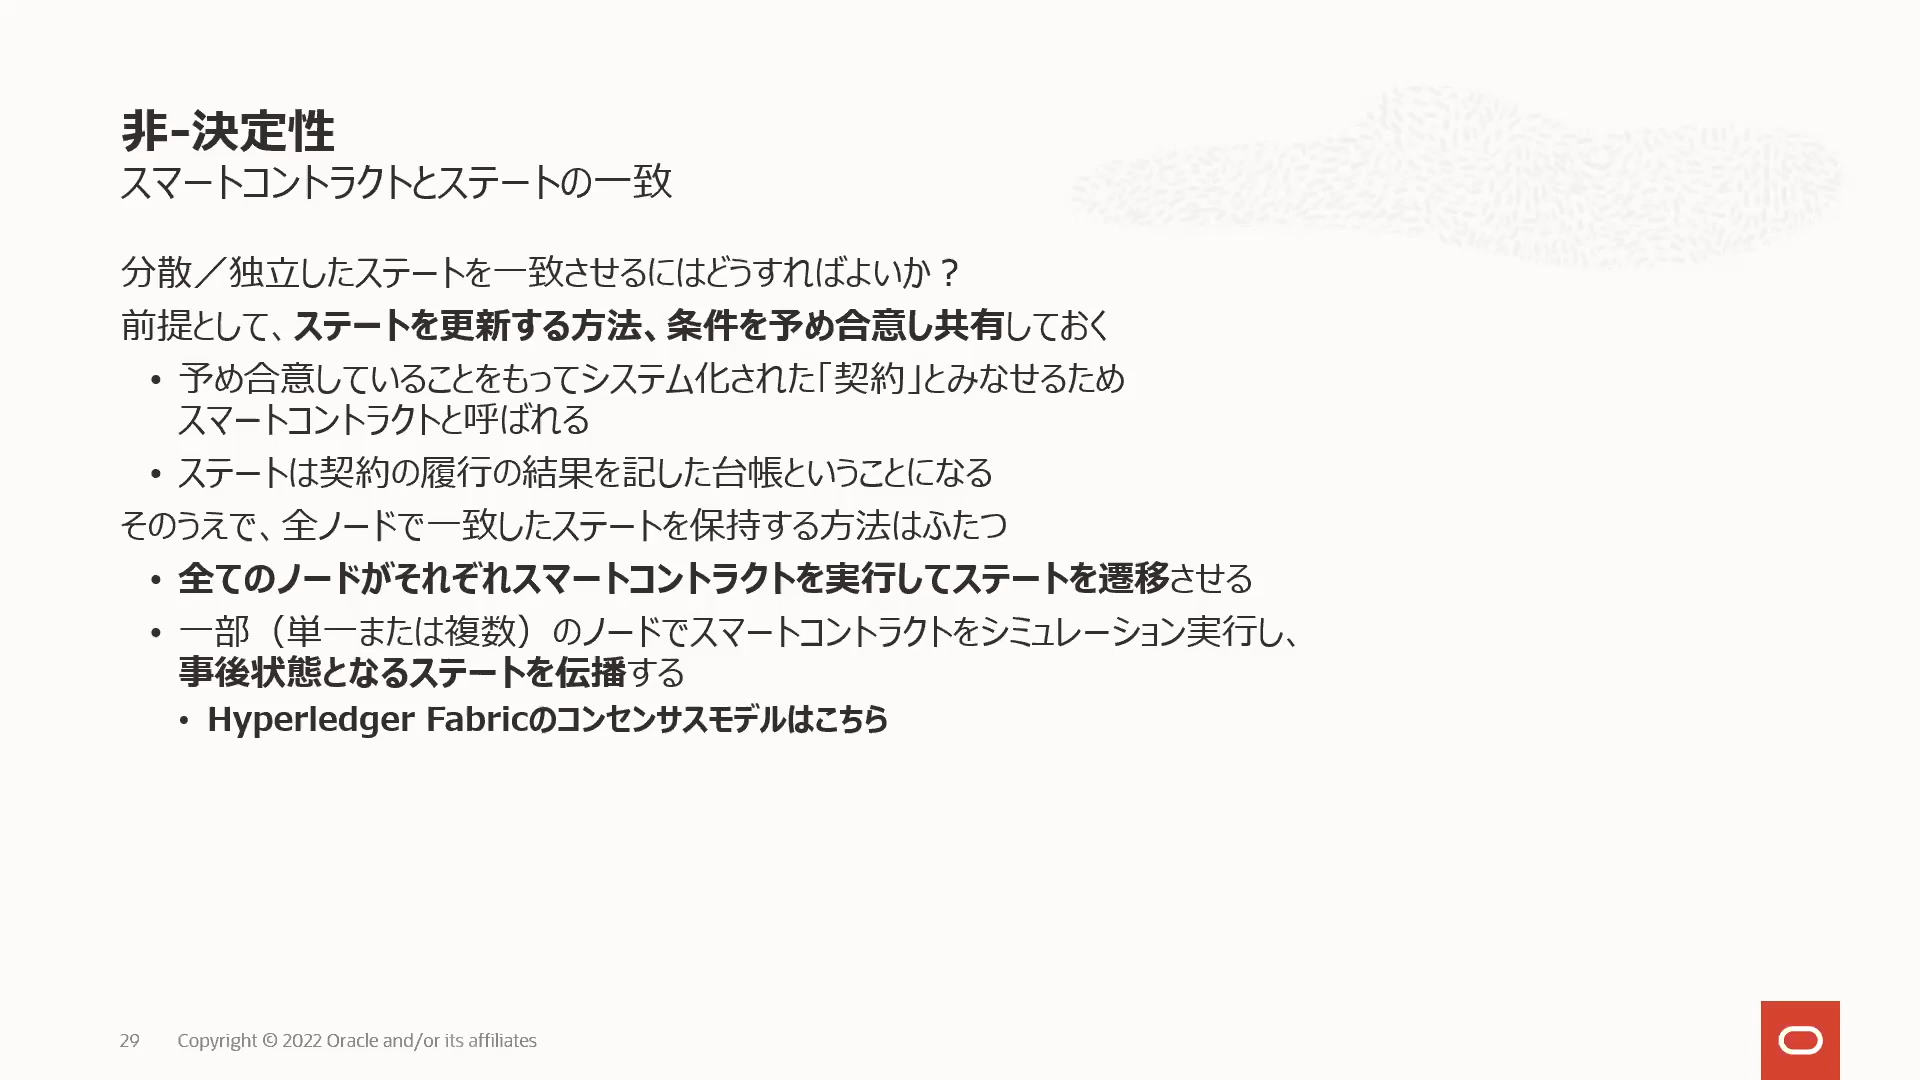 非-決定性
スマートコントラクトとステートの一致
分散／独立したステートを一致させるにはどうすればよいか？
前提として、ステートを更新する方法、条件を予め合意し共有しておく
• 予め合意していることをもってシステム化された「契約」とみなせるため
スマートコントラクトと呼ばれる
• ステートは契約の履行の結果を記した台帳ということになる
そのうえで、全ノードで一致したステートを保持する方法はふたつ
• 全てのノードがそれぞれスマートコントラクトを実行してステートを遷移させる
• 一部（単一または複数）のノードでスマートコントラクトをシミュレーション実行し、
事後状態となるステートを伝播する
• Hyperledger Fabricのコンセンサスモデルはこちら
29 Copyright © 2022 Oracle and/or its affiliates